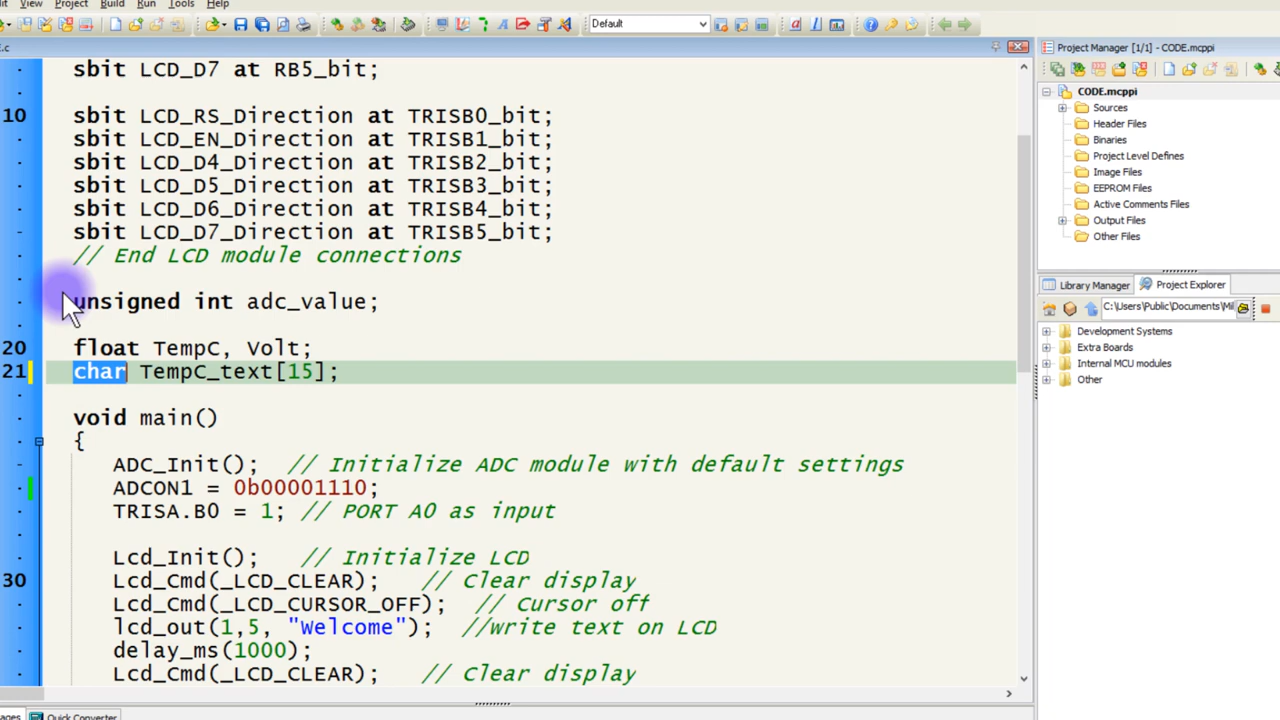 it View Project Build Run Tools Help
Default
E.c
Project Manager [1/1] - CODE.mcppi
sbit LCD_D7 at RB5_bit;
10 sbit LCD_RS_Direction at TRISB0_bit;
sbit LCD_EN_Direction at TRISB1_bit;
sbit LCD_D4_Direction at TRISB2_bit;
sbit LCD_D5_Direction at TRISB3_bit;
sbit LCD_D6_Direction at TRISB4_bit;
sbit LCD_D7_Direction at TRISB5_bit;
// End LCD module connections
unsigned int adc_value;
20 float TempC, Volt;
21 char TempC_text[15];
void main()
{
ADC_Init(); // Initialize ADC module with default settings
ADCON1 = 0b00001110;
TRISA.B0 = 1; // PORT A0 as input
Lcd_Init(); // Initialize LCD
30 Lcd_Cmd(_LCD_CLEAR); // Clear display
Lcd_Cmd(_LCD_CURSOR_OFF); // Cursor off
lcd_out(1,5, "Welcome"); //write text on LCD
delay_ms(1000);
Lcd_Cmd(_LCD_CLEAR); // Clear display
CODE.mcppi
Sources
Header Files
Binaries
Project Level Defines
Image Files
EEPROM Files
Active Comments Files
Output Files
Other Files
Library Manager Project Explorer
C:\Users\Public\Documents\Mi
Development Systems
Extra Boards
Internal MCU modules
Other
ages Quick Converter